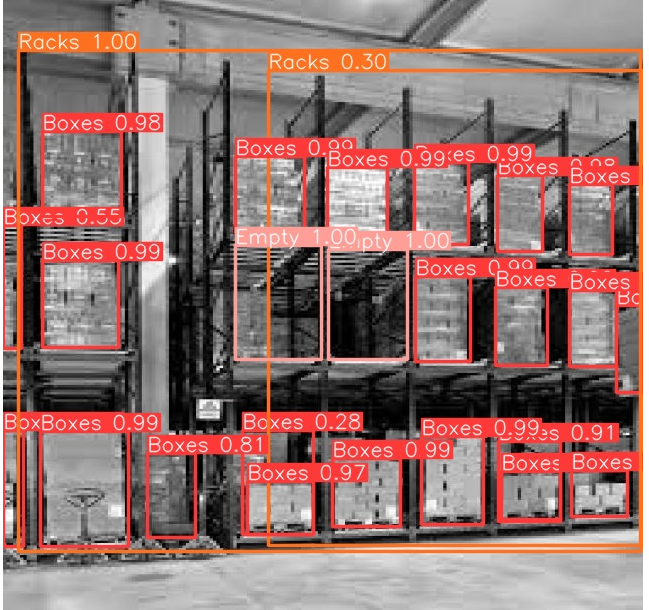 Racks 1.00
Racks 0.30
Boxes 0.98
Boxes 0.99
Boxes 0.99
xes 0.99
Boxes 0.98
Boxes
Boxes 0.55
Empty 1.00
pty 1.00
Boxes 0.99
Boxes 0.99
Boxes
Boxes
Bo
Box
Boxes 0.99
Boxes 0.28
Boxes 0.99
Boxes 0.91
Boxes 0.81
Boxes 0.99
Boxes 0.97
Boxes
Boxes